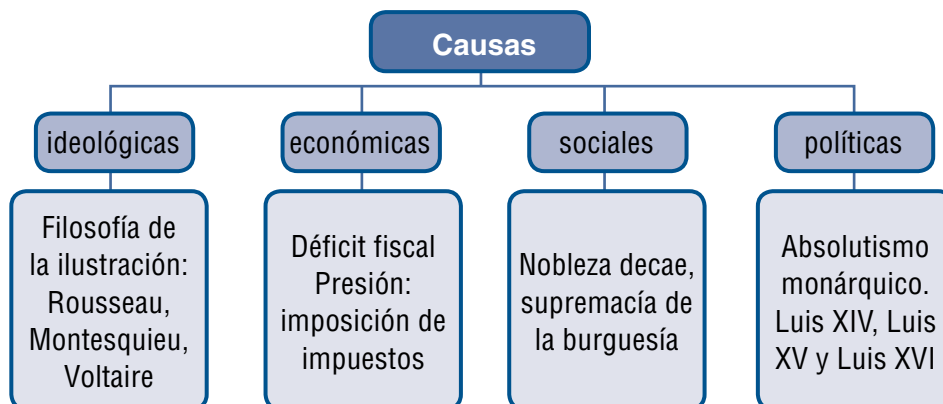 Causas
ideológicas
Filosofía de
la ilustración:
Rousseau,
Montesquieu,
Voltaire
económicas
Déficit fiscal
Presión:
imposición de
impuestos
sociales
Nobleza decae,
supremacía de
la burguesía
políticas
Absolutismo
monárquico.
Luis XIV, Luis
XV y Luis XVI